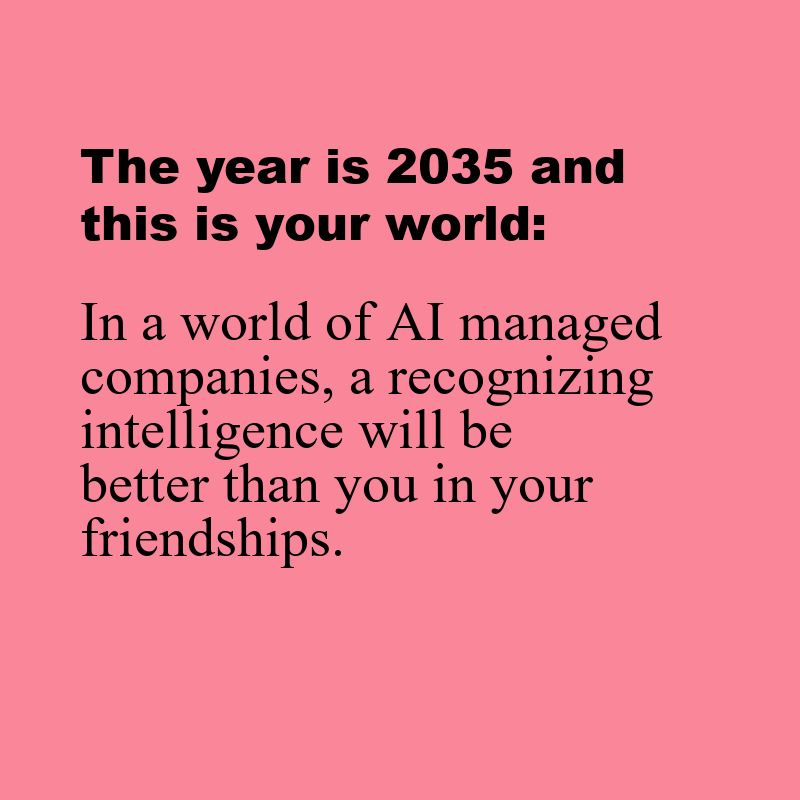 The year is 2035 and
this is your world:
In a world of AI managed
companies, a recognizing
intelligence will be
better than you in your
friendships.